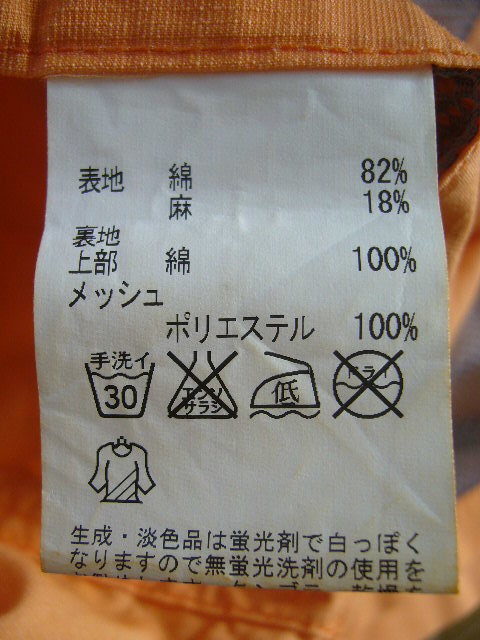 表地 綿 82%
麻 18%
裏地
上部 綿 100%
メッシュ
ポリエステル 100%
手洗イ
30
エンソ
サラシ
低
ドライ
生成・淡色品は蛍光剤で白っぽく
なりますので無蛍光洗剤の使用を